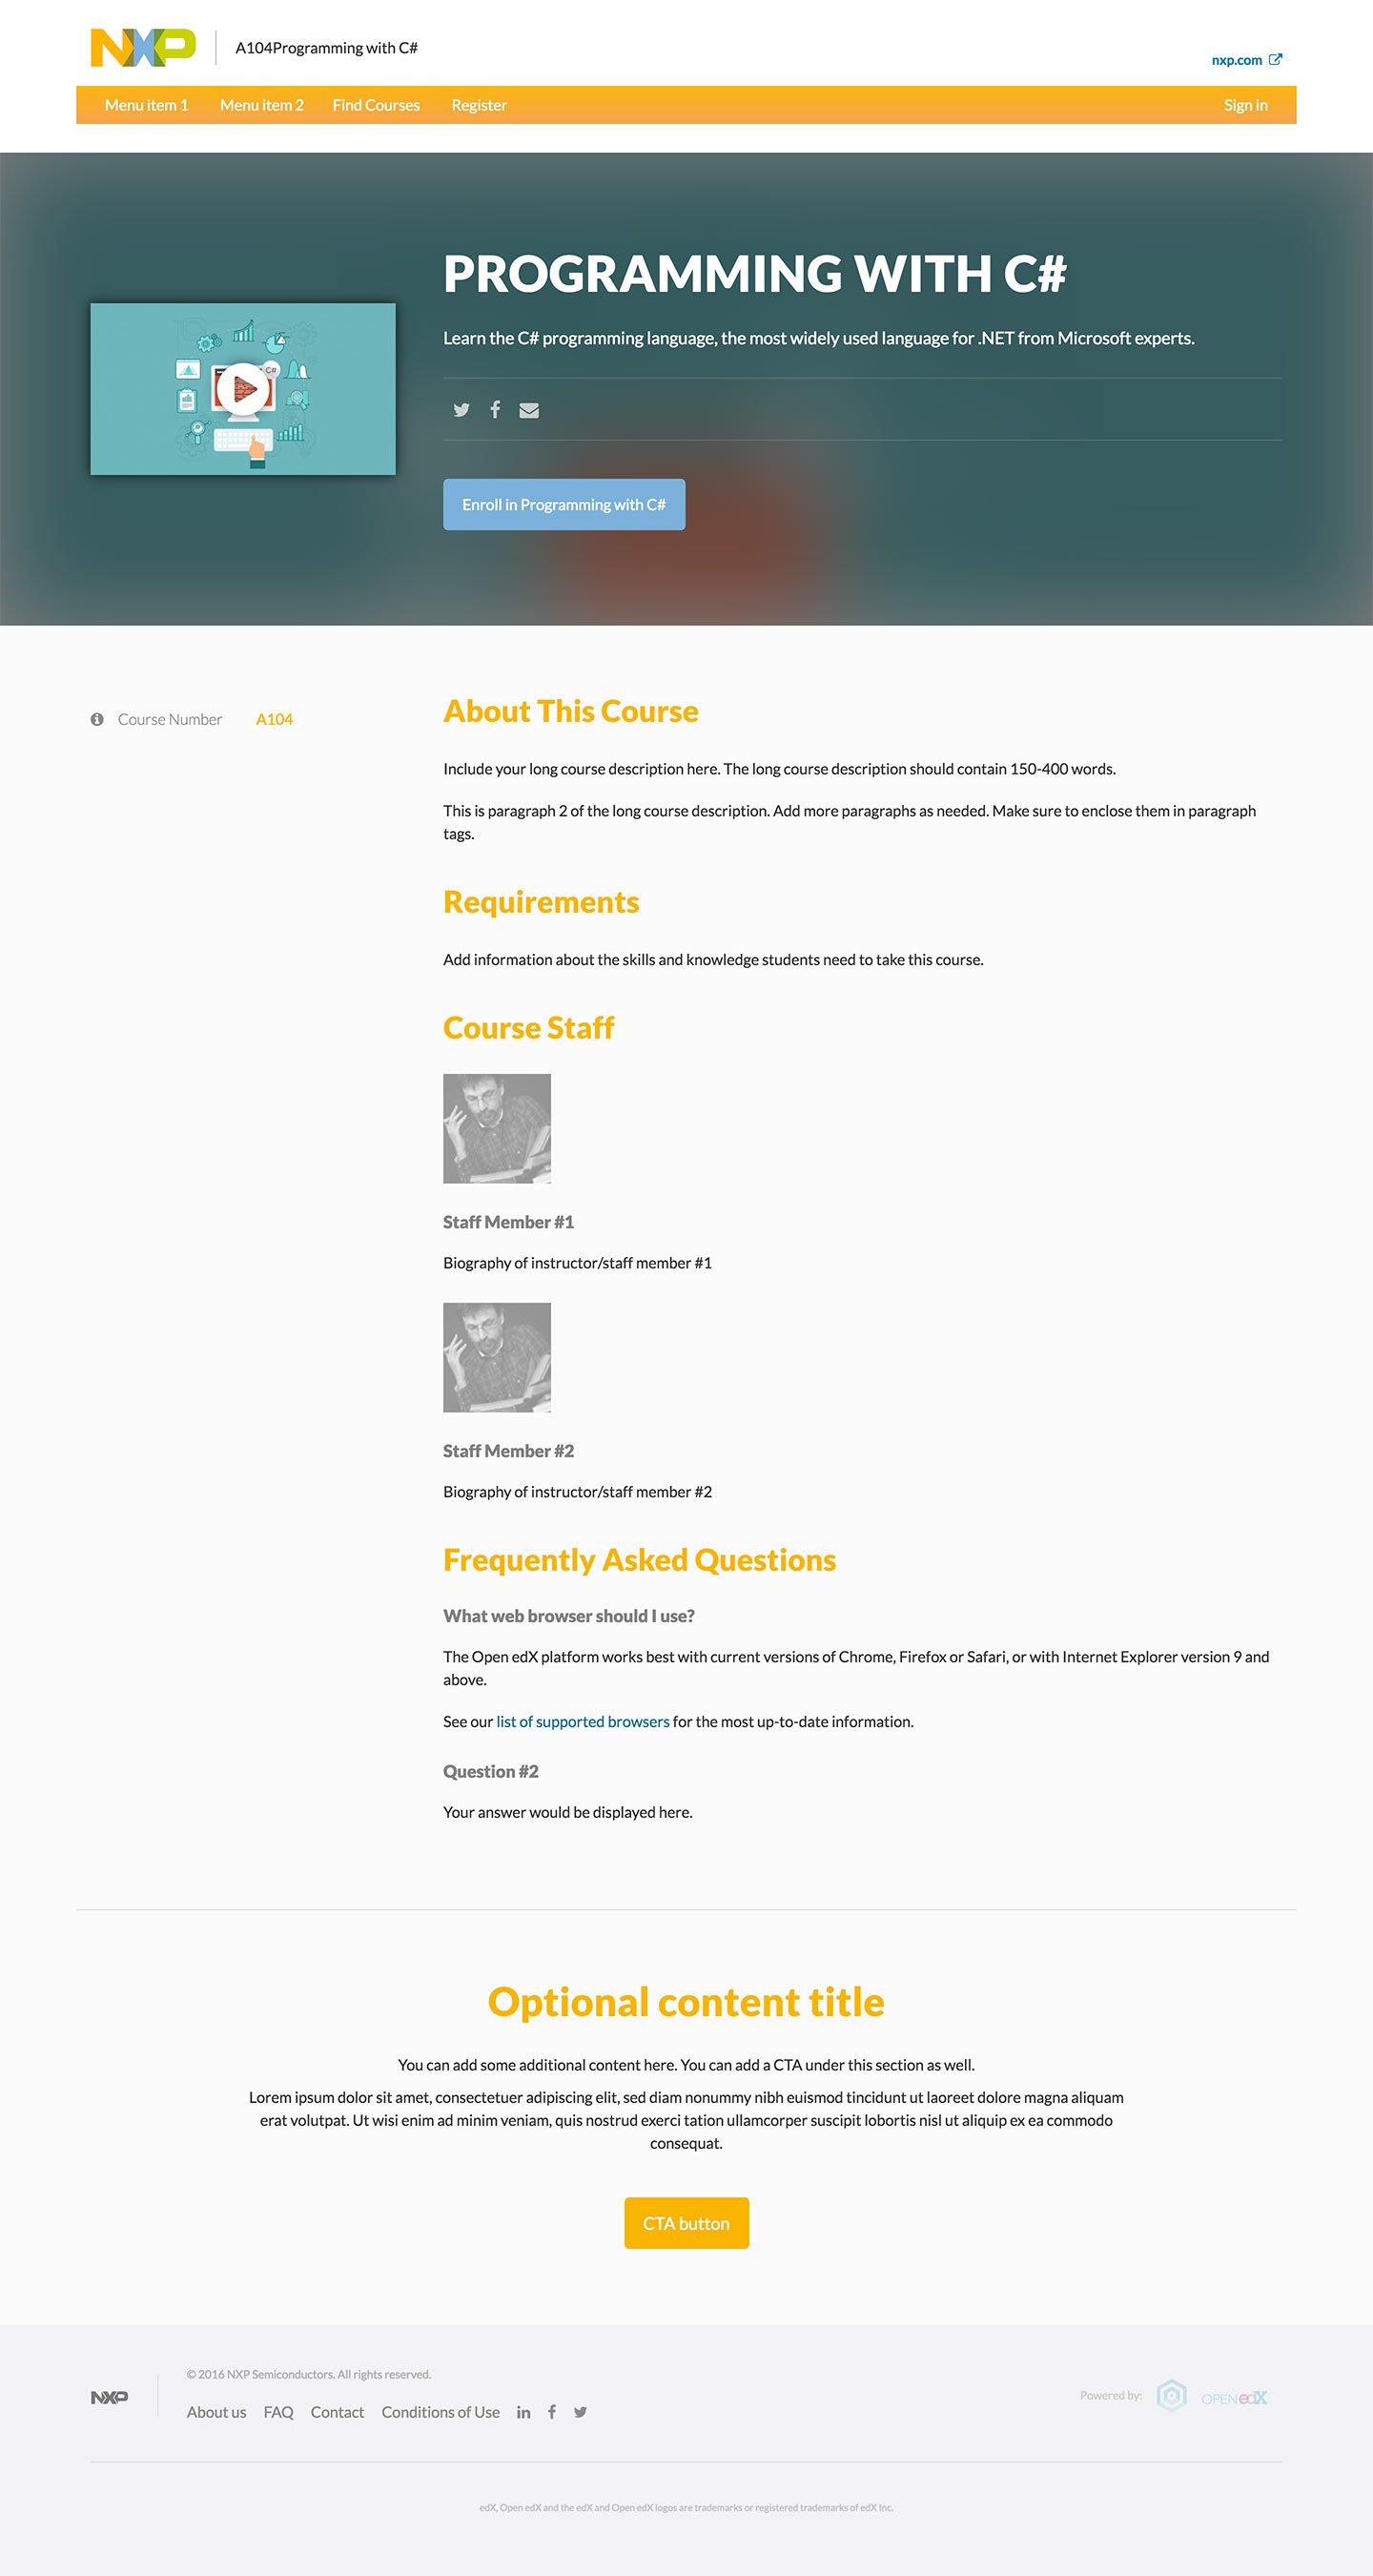 NXP
A104Programming with C#
nxp.com
Menu item 1
Menu item 2
Find Courses
Register
Sign in
C#
PROGRAMMING WITH C#
Learn the C# programming language, the most widely used language for .NET from Microsoft experts.
Enroll in Programming with C#
Course Number
A104
About This Course
Include your long course description here. The long course description should contain 150-400 words.
This is paragraph 2 of the long course description. Add more paragraphs as needed. Make sure to enclose them in paragraph
tags.
Requirements
Add information about the skills and knowledge students need to take this course.
Course Staff
Staff Member #1
Biography of instructor/staff member #1
Staff Member #2
Biography of instructor/staff member #2
Frequently Asked Questions
What web browser should I use?
The Open edX platform works best with current versions of Chrome, Firefox or Safari, or with Internet Explorer version 9 and
above.
See our list of supported browsers for the most up-to-date information.
Question #2
Your answer would be displayed here.
Optional content title
You can add some additional content here. You can add a CTA under this section as well.
Lorem ipsum dolor sit amet, consectetuer adipiscing elit, sed diam nonummy nibh euismod tincidunt ut laoreet dolore magna aliquam
erat volutpat. Ut wisi enim ad minim veniam, quis nostrud exerci tation ullamcorper suscipit lobortis nisl ut aliquip ex ea commodo
consequat.
CTA button
NXP
© 2016 NXP Semiconductors. All rights reserved.
About us
FAQ
Contact
Conditions of Use
Powered by:
OPEN edX
edX, Open edX and the edX and Open edX logos are trademarks or registered trademarks of edX Inc.